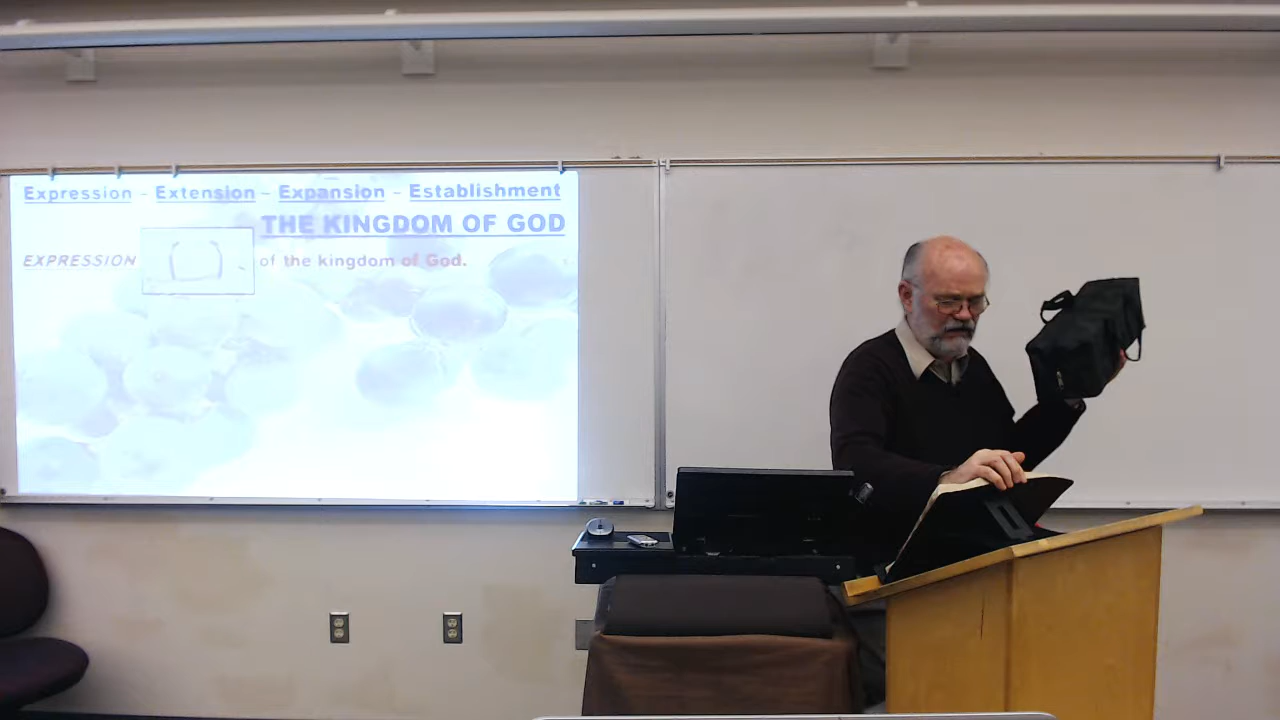 Expression – Extension – Expansion – Establishment
THE KINGDOM OF GOD
EXPRESSION of the kingdom of God.